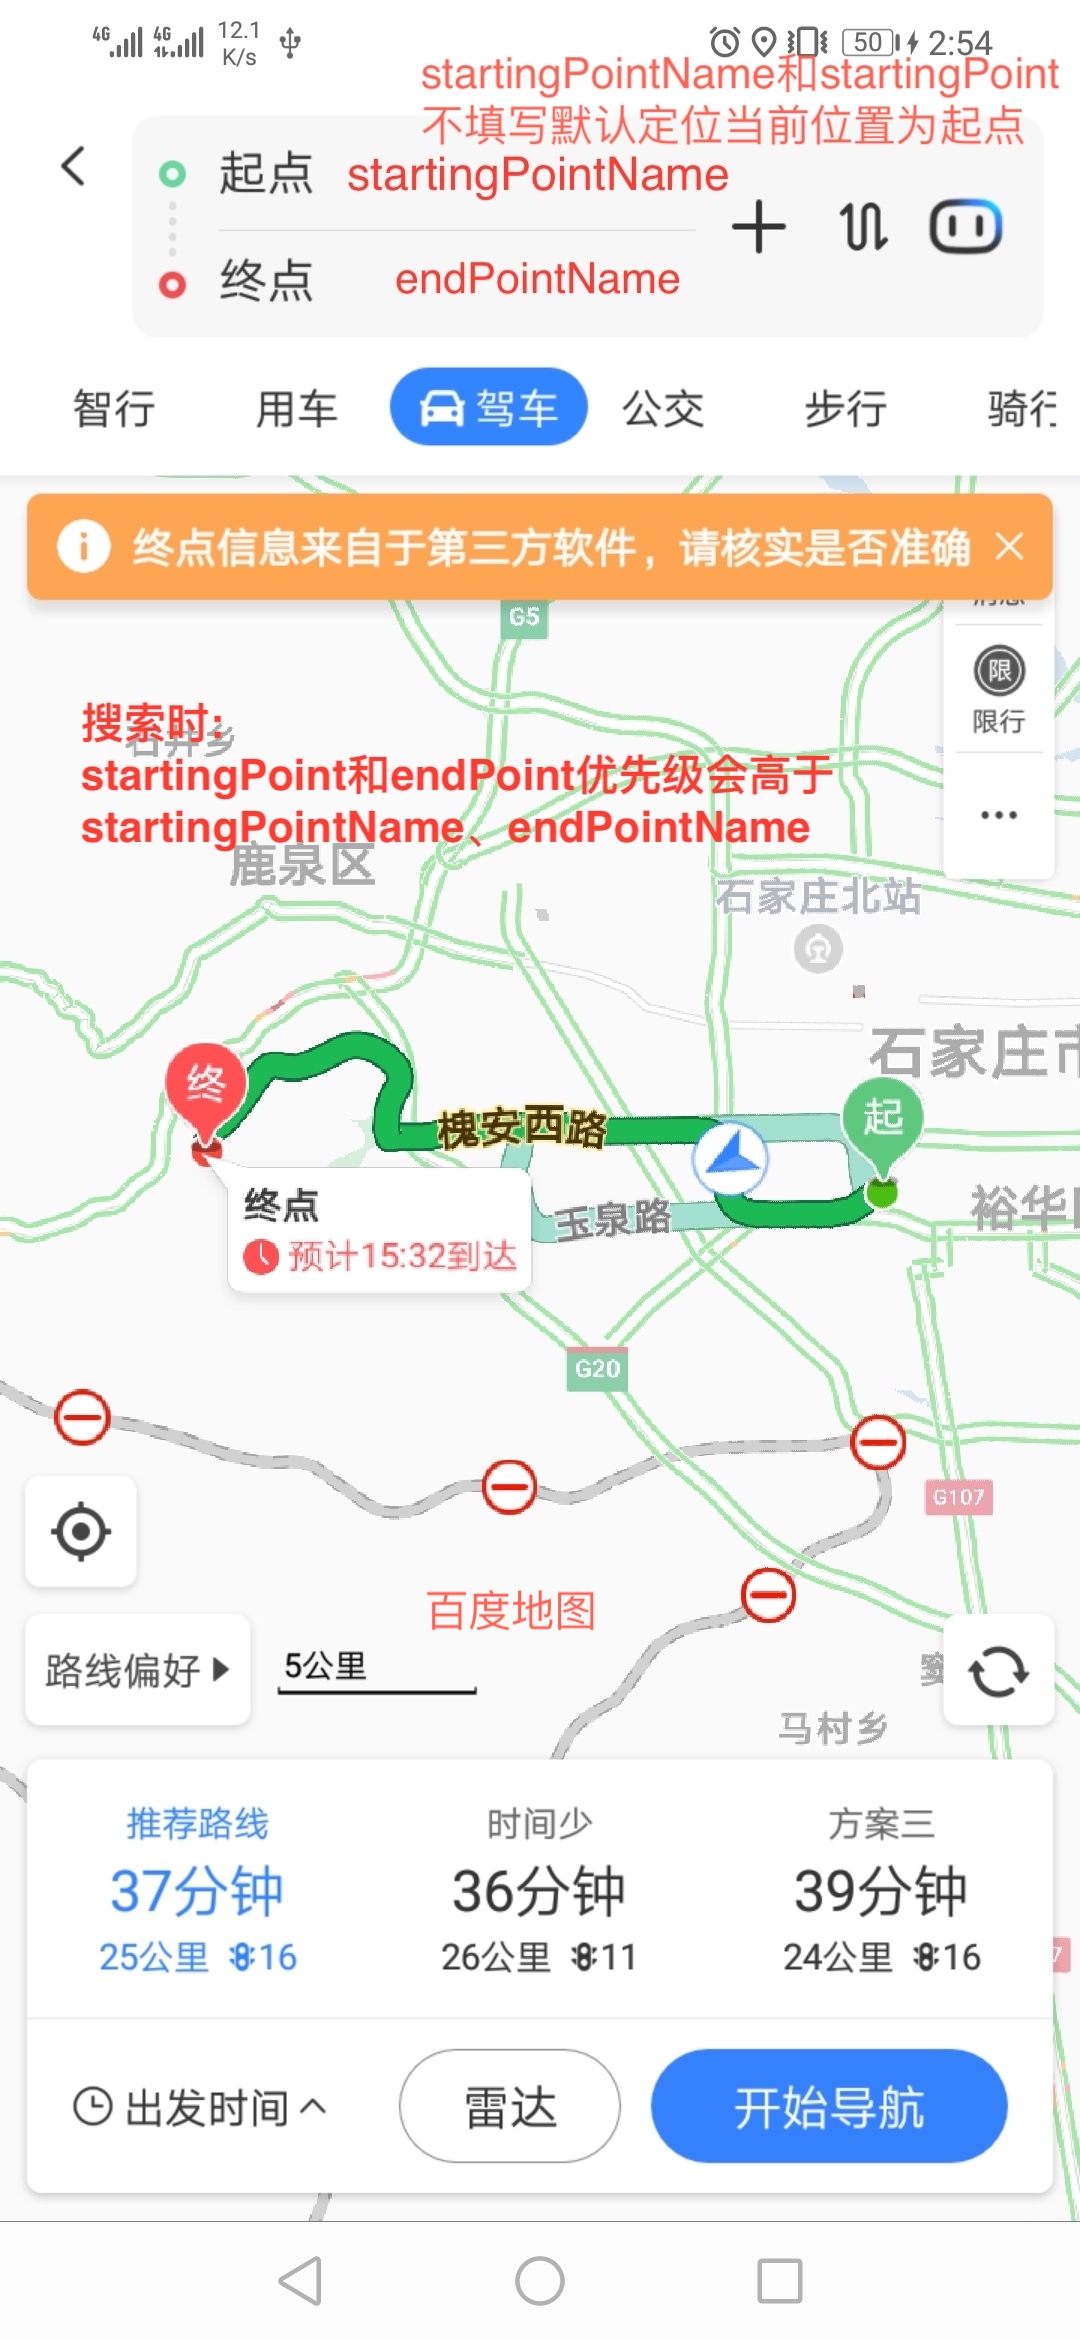 4G 4G 12.1 K/s 50 2:54
startingPointName和startingPoint
不填写默认定位当前位置为起点
起点 startingPointName
终点 endPointName
智行 用车 驾车 公交 步行 骑行
终点信息来自于第三方软件，请核实是否准确
G5
限
限行
搜索时:
startingPoint和endPoint优先级会高于
startingPointName、endPointName
鹿泉区
石家庄北站
石家庄市
终
起
槐安西路
玉泉路
裕华
终点
预计15:32到达
G20
G107
百度地图
路线偏好
5公里
马村乡
推荐路线 时间少 方案三
37分钟 36分钟 39分钟
25公里 16 26公里 11 24公里 16
出发时间 雷达 开始导航